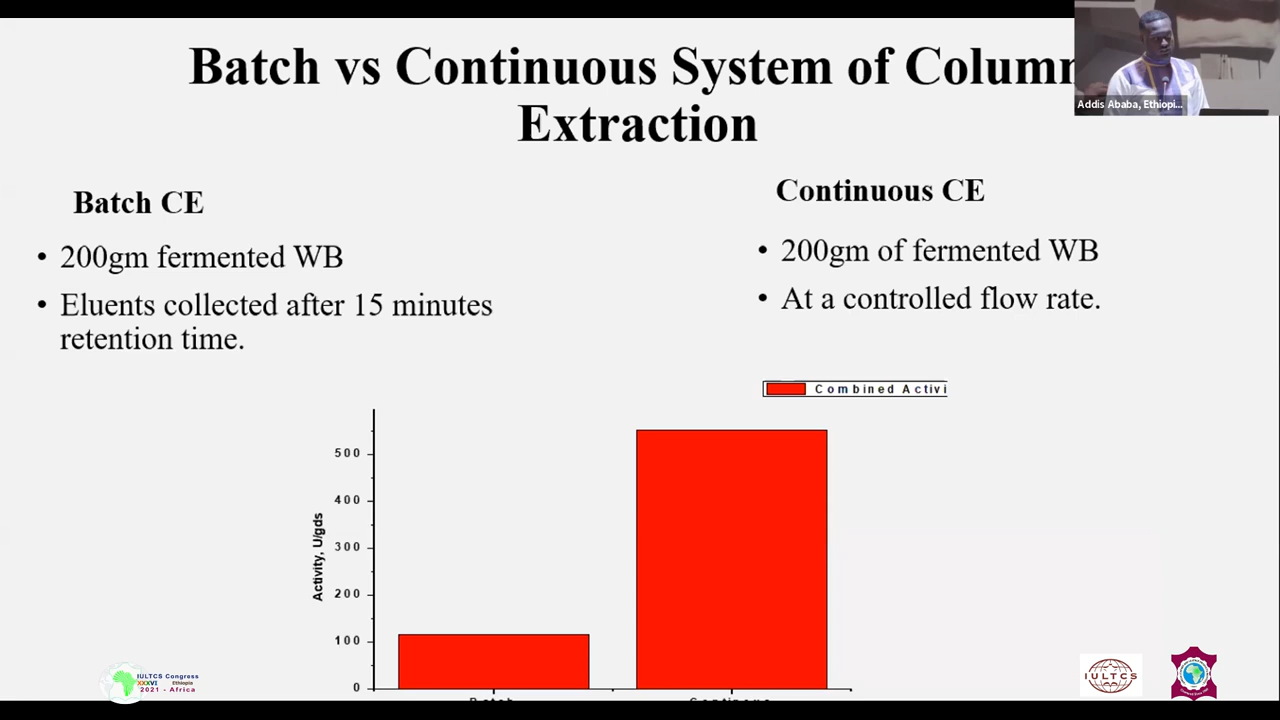 Batch vs Continuous System of Column
Extraction
Addis Ababa, Ethiopi...
Batch CE
• 200gm fermented WB
• Eluents collected after 15 minutes
retention time.
Continuous CE
• 200gm of fermented WB
• At a controlled flow rate.
Combined Activi
Activity, U/gds
500
400
300
200
100
0
IULTCS Congress
XXXVI Ethiopia
2021 - Africa
IULTCS